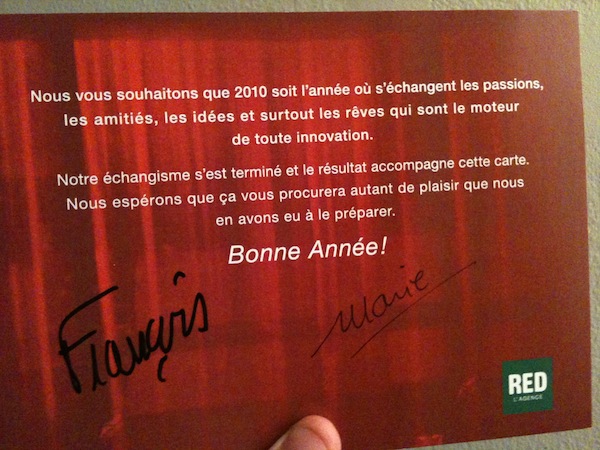 Nous vous souhaitons que 2010 soit l'année où s'échangent les passions,
les amitiés, les idées et surtout les rêves qui sont le moteur
de toute innovation.
Notre échangisme s'est terminé et le résultat accompagne cette carte.
Nous espérons que ça vous procurera autant de plaisir que nous
en avons eu à le préparer.
Bonne Année!
François
Marie
RED
L'AGENCE